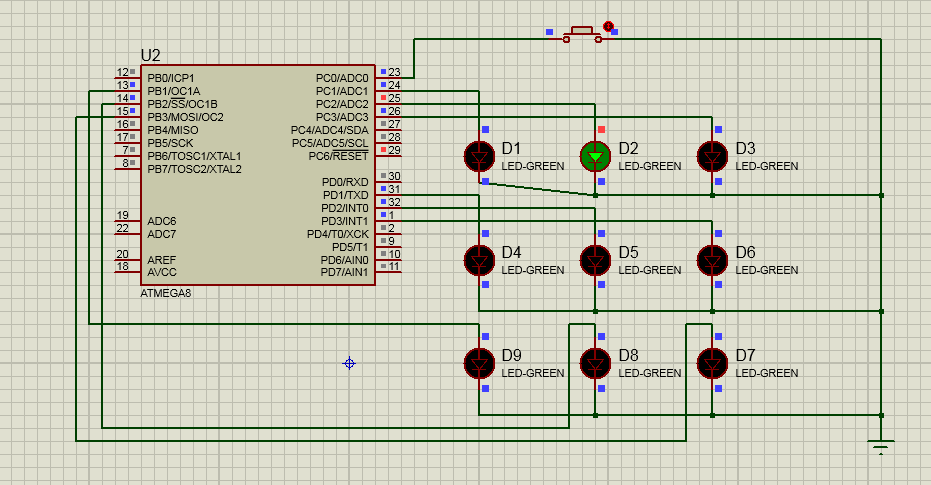 U2
12 PB0/ICP1 PC0/ADC0 23
13 PB1/OC1A PC1/ADC1 24
14 PB2/SS/OC1B PC2/ADC2 25
15 PB3/MOSI/OC2 PC3/ADC3 26
16 PB4/MISO PC4/ADC4/SDA 27
17 PB5/SCK PC5/ADC5/SCL 28
7 PB6/TOSC1/XTAL1 PC6/RESET 29
8 PB7/TOSC2/XTAL2
PD0/RXD 30
PD1/TXD 31
PD2/INT0 32
19 ADC6 PD3/INT1 1
22 ADC7 PD4/T0/XCK 2
PD5/T1 9
20 AREF PD6/AIN0 10
18 AVCC PD7/AIN1 11
ATMEGA8
D1 D2 D3
LED-GREEN LED-GREEN LED-GREEN
D4 D5 D6
LED-GREEN LED-GREEN LED-GREEN
D9 D8 D7
LED-GREEN LED-GREEN LED-GREEN